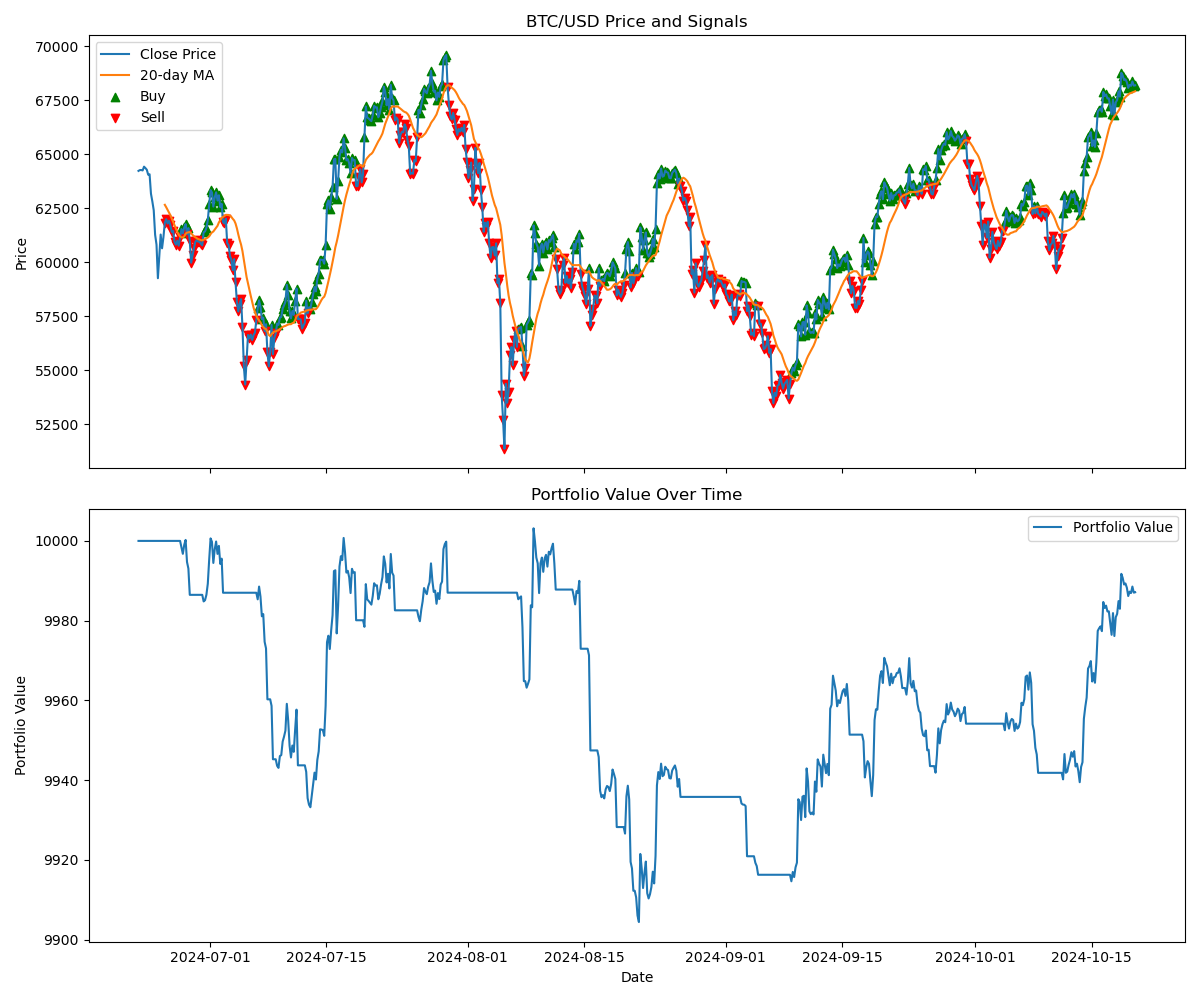 BTC/USD Price and Signals
Price
70000
67500
65000
62500
60000
57500
55000
52500
Close Price
20-day MA
Buy
Sell
Portfolio Value Over Time
Portfolio Value
10000
9980
9960
9940
9920
9900
Portfolio Value
2024-07-01
2024-07-15
2024-08-01
2024-08-15
2024-09-01
2024-09-15
2024-10-01
2024-10-15
Date